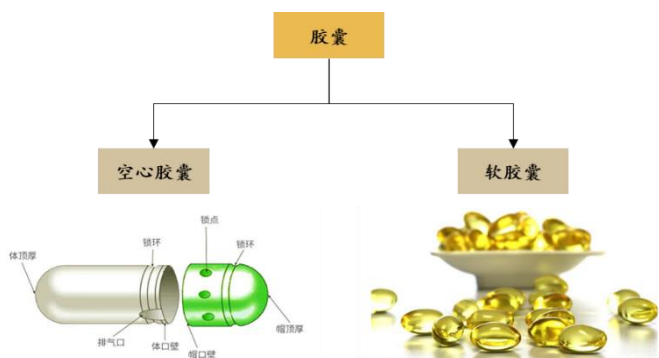 胶囊
空心胶囊
软胶囊
锁点
锁环
锁环
体顶厚
排气口
体口壁
帽口壁
帽顶厚